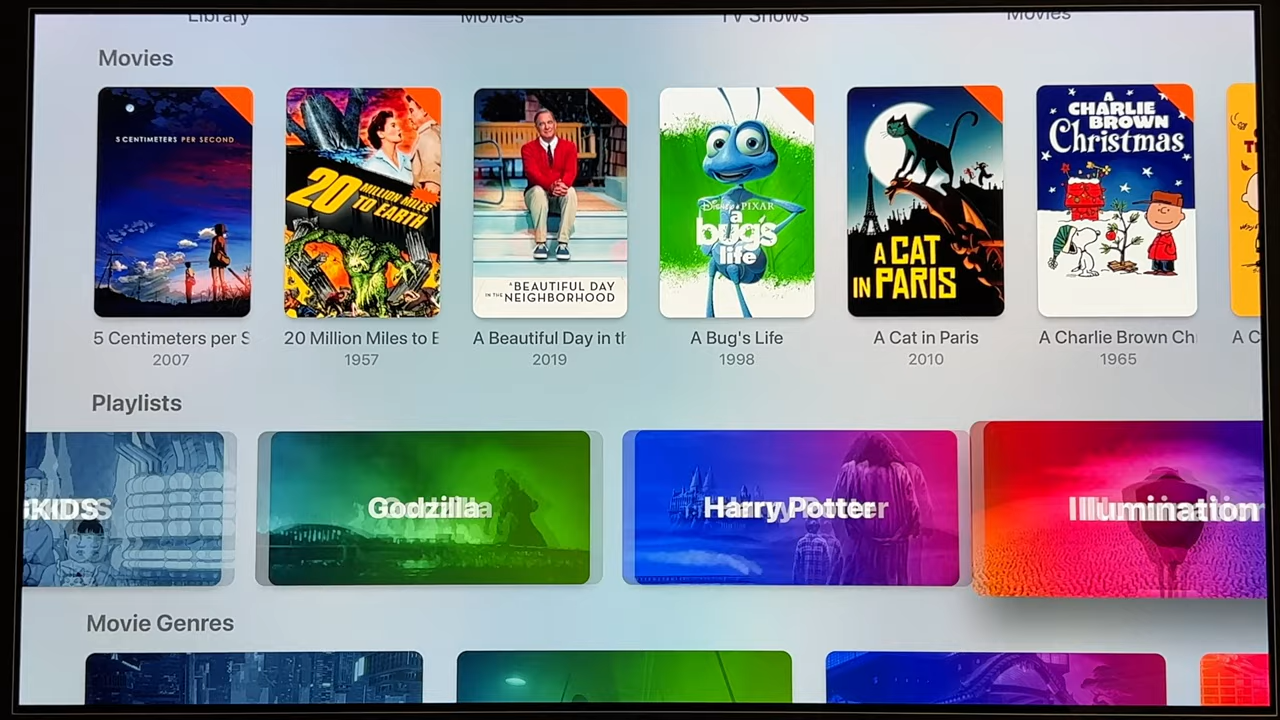 Library
Movies
TV Shows
Movies
Movies
5 CENTIMETERS PER SECOND
20 MILLION MILES
TO EARTH
A BEAUTIFUL DAY
IN THE NEIGHBORHOOD
DISNEY PIXAR
a
bug's
life
A CAT
IN PARIS
A
CHARLIE
BROWN
Christmas
5 Centimeters per S
2007
20 Million Miles to E
1957
A Beautiful Day in th
2019
A Bug's Life
1998
A Cat in Paris
2010
A Charlie Brown Ch
1965
A C
Playlists
KIDS
Godzilla
Harry Potter
Illumination
Movie Genres